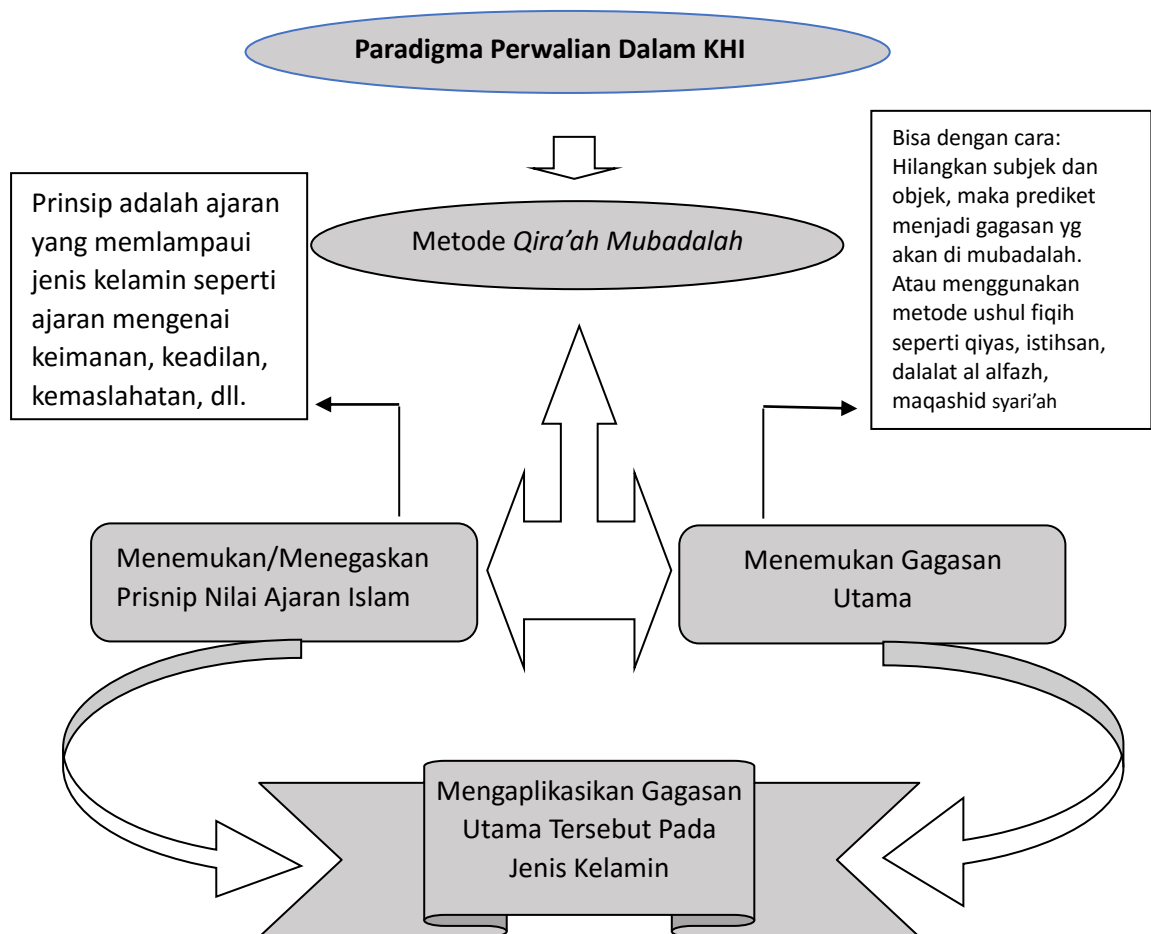 Paradigma Perwalian Dalam KHI
Prinsip adalah ajaran
yang memlampaui
jenis kelamin seperti
ajaran mengenai
keimanan, keadilan,
kemaslahatan, dll.
Metode Qira’ah Mubadalah
Bisa dengan cara:
Hilangkan subjek dan
objek, maka prediket
menjadi gagasan yg
akan di mubadalah.
Atau menggunakan
metode ushul fiqih
seperti qiyas, istihsan,
dalalat al alfazh,
maqashid syari’ah
Menemukan/Menegaskan
Prisnip Nilai Ajaran Islam
Menemukan Gagasan
Utama
Mengaplikasikan Gagasan
Utama Tersebut Pada
Jenis Kelamin